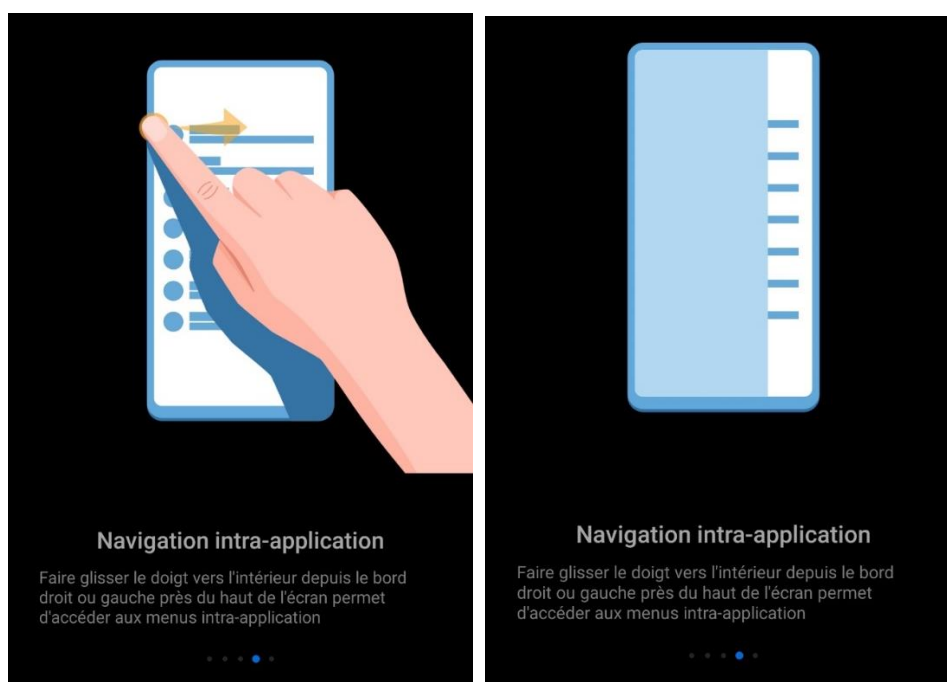 Navigation intra-application
Faire glisser le doigt vers l'intérieur depuis le bord
droit ou gauche près du haut de l'écran permet
d'accéder aux menus intra-application
Navigation intra-application
Faire glisser le doigt vers l'intérieur depuis le bord
droit ou gauche près du haut de l'écran permet
d'accéder aux menus intra-application